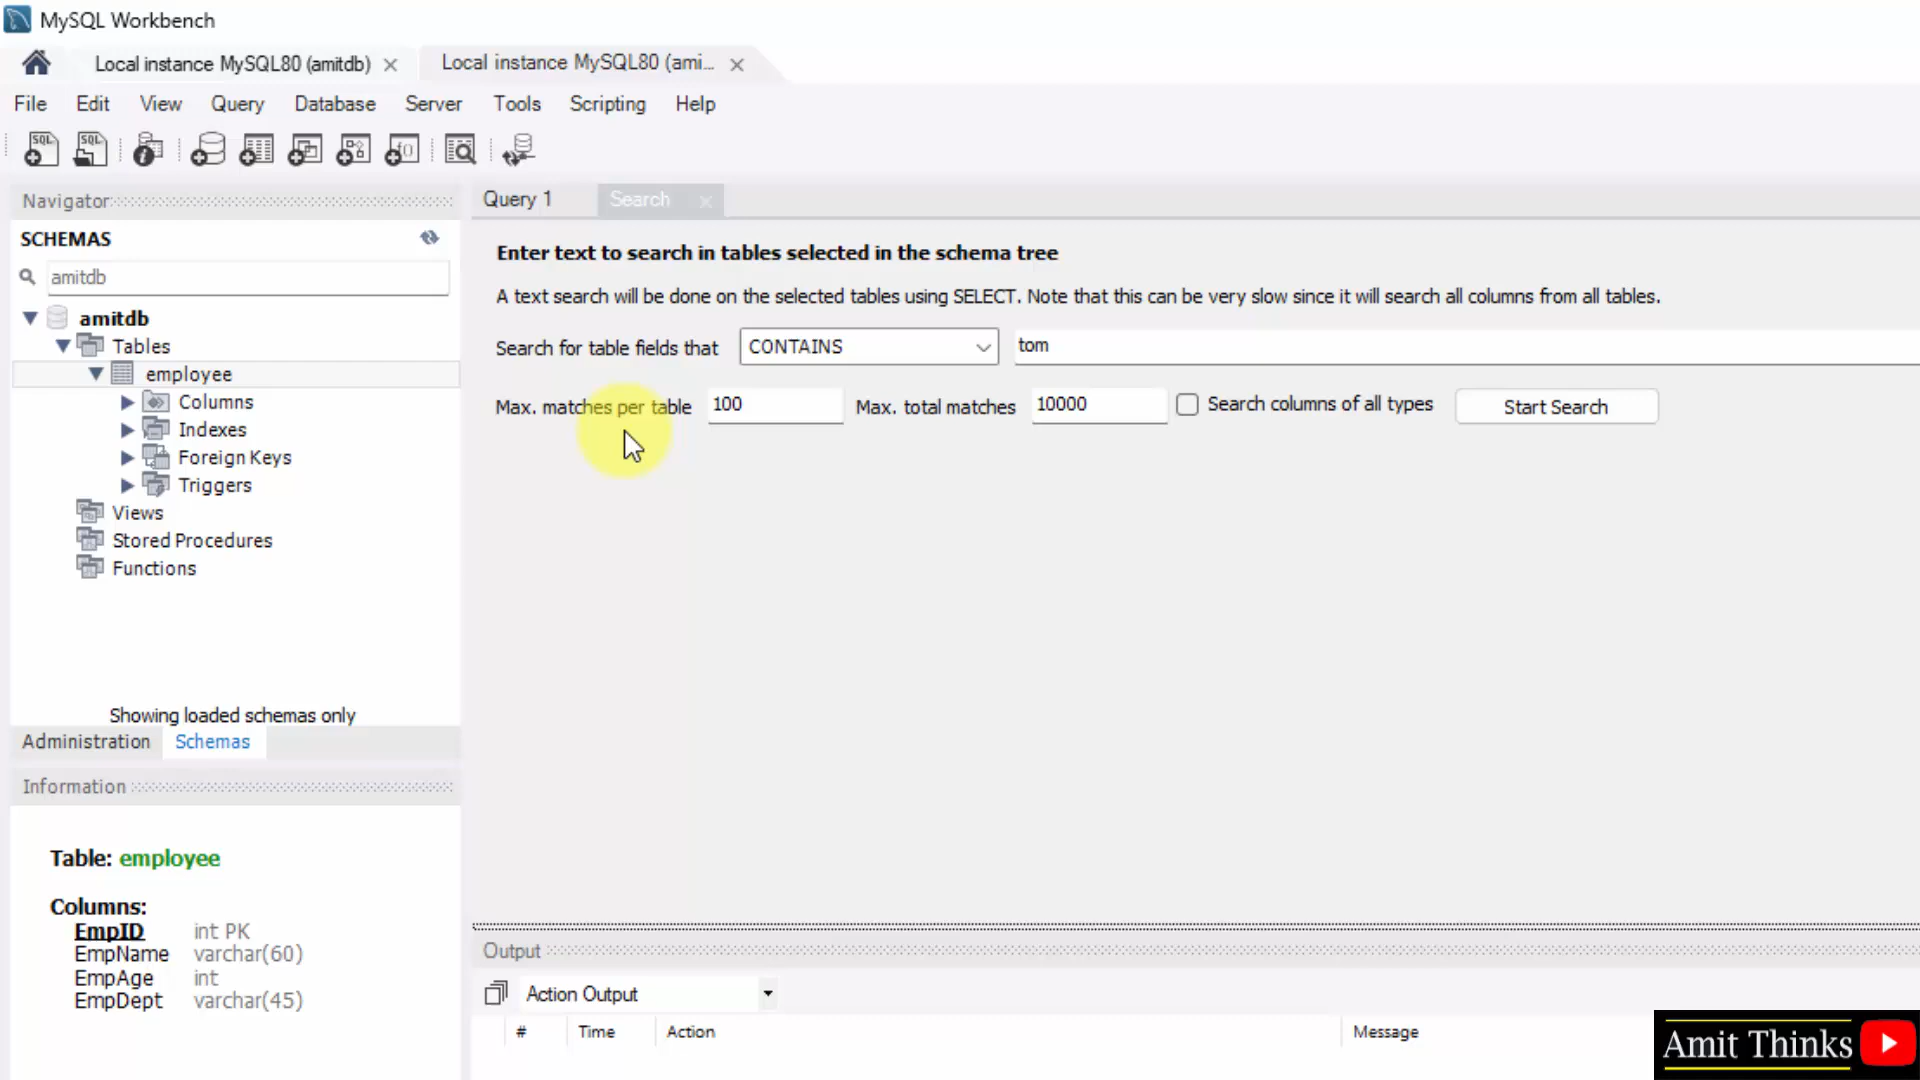 MySQL Workbench
Local instance MySQL80 (amitdb)
Local instance MySQL80 (ami...
File Edit View Query Database Server Tools Scripting Help
SQL SQL
f()
Navigator
Query 1 Search
SCHEMAS
amitdb
Enter text to search in tables selected in the schema tree
A text search will be done on the selected tables using SELECT. Note that this can be very slow since it will search all columns from all tables.
Search for table fields that CONTAINS tom
Max. matches per table 100 Max. total matches 10000 Search columns of all types Start Search
amitdb
Tables
employee
Columns
Indexes
Foreign Keys
Triggers
Views
Stored Procedures
Functions
Showing loaded schemas only
Administration Schemas
Information
Table: employee
Columns:
EmpID int PK
EmpName varchar(60)
EmpAge int
EmpDept varchar(45)
Output
Action Output
# Time Action Message
Amit Thinks